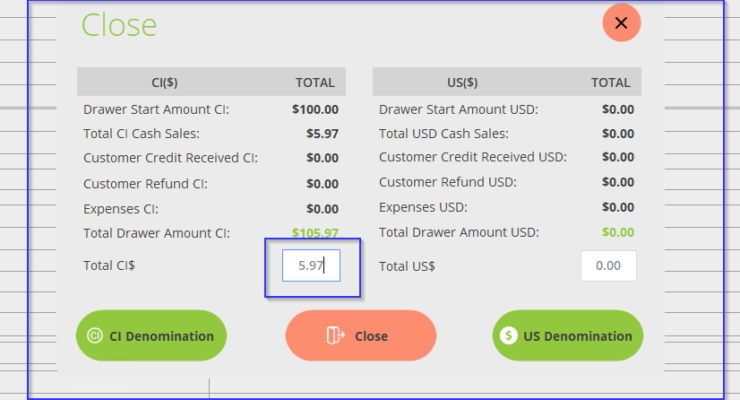 Close
CI($) TOTAL US($) TOTAL
Drawer Start Amount CI: $100.00 Drawer Start Amount USD: $0.00
Total CI Cash Sales: $5.97 Total USD Cash Sales: $0.00
Customer Credit Received CI: $0.00 Customer Credit Received USD: $0.00
Customer Refund CI: $0.00 Customer Refund USD: $0.00
Expenses CI: $0.00 Expenses USD: $0.00
Total Drawer Amount CI: $105.97 Total Drawer Amount USD: $0.00
Total CI$ 5.97 Total US$ 0.00
CI CI Denomination Close $ US Denomination